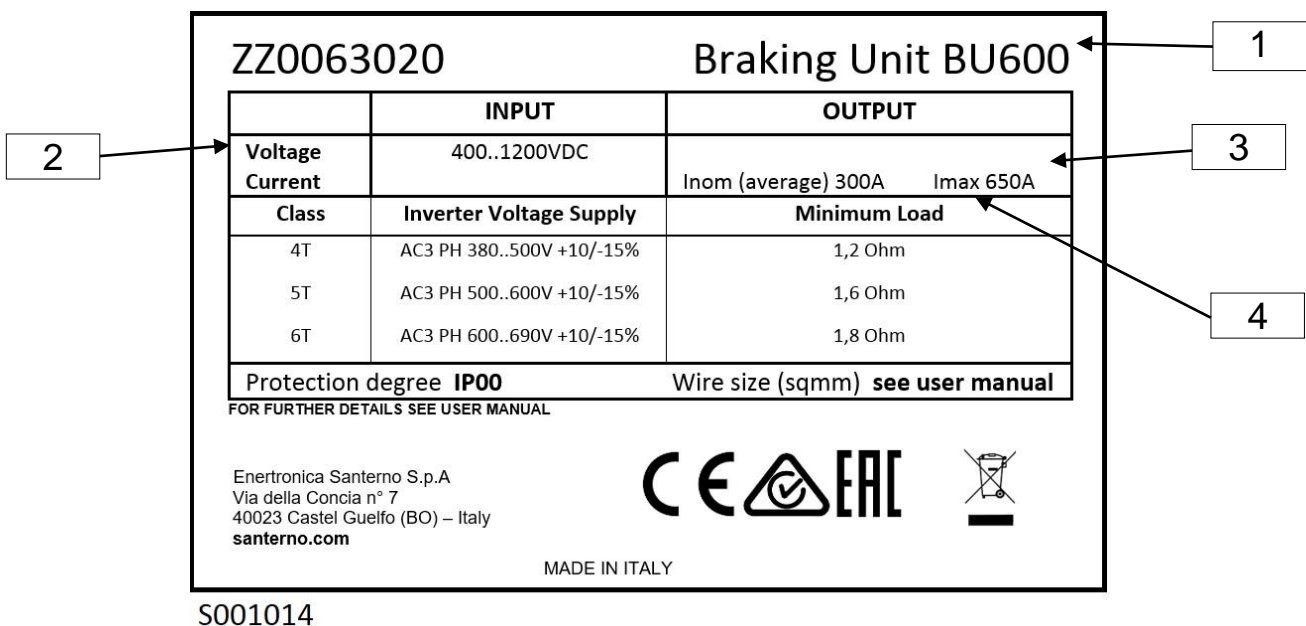 ZZ0063020 Braking Unit BU600 1
INPUT OUTPUT
2 Voltage 400..1200VDC 3
Current Inom (average) 300A Imax 650A
Class Inverter Voltage Supply Minimum Load
4T AC3 PH 380..500V +10/-15% 1,2 Ohm
5T AC3 PH 500..600V +10/-15% 1,6 Ohm
4
6T AC3 PH 600..690V +10/-15% 1,8 Ohm
Protection degree IP00 Wire size (sqmm) see user manual
FOR FURTHER DETAILS SEE USER MANUAL
Enertronica Santerno S.p.A
Via della Concia n° 7
40023 Castel Guelfo (BO) – Italy
santerno.com
CE EAC
MADE IN ITALY
S001014